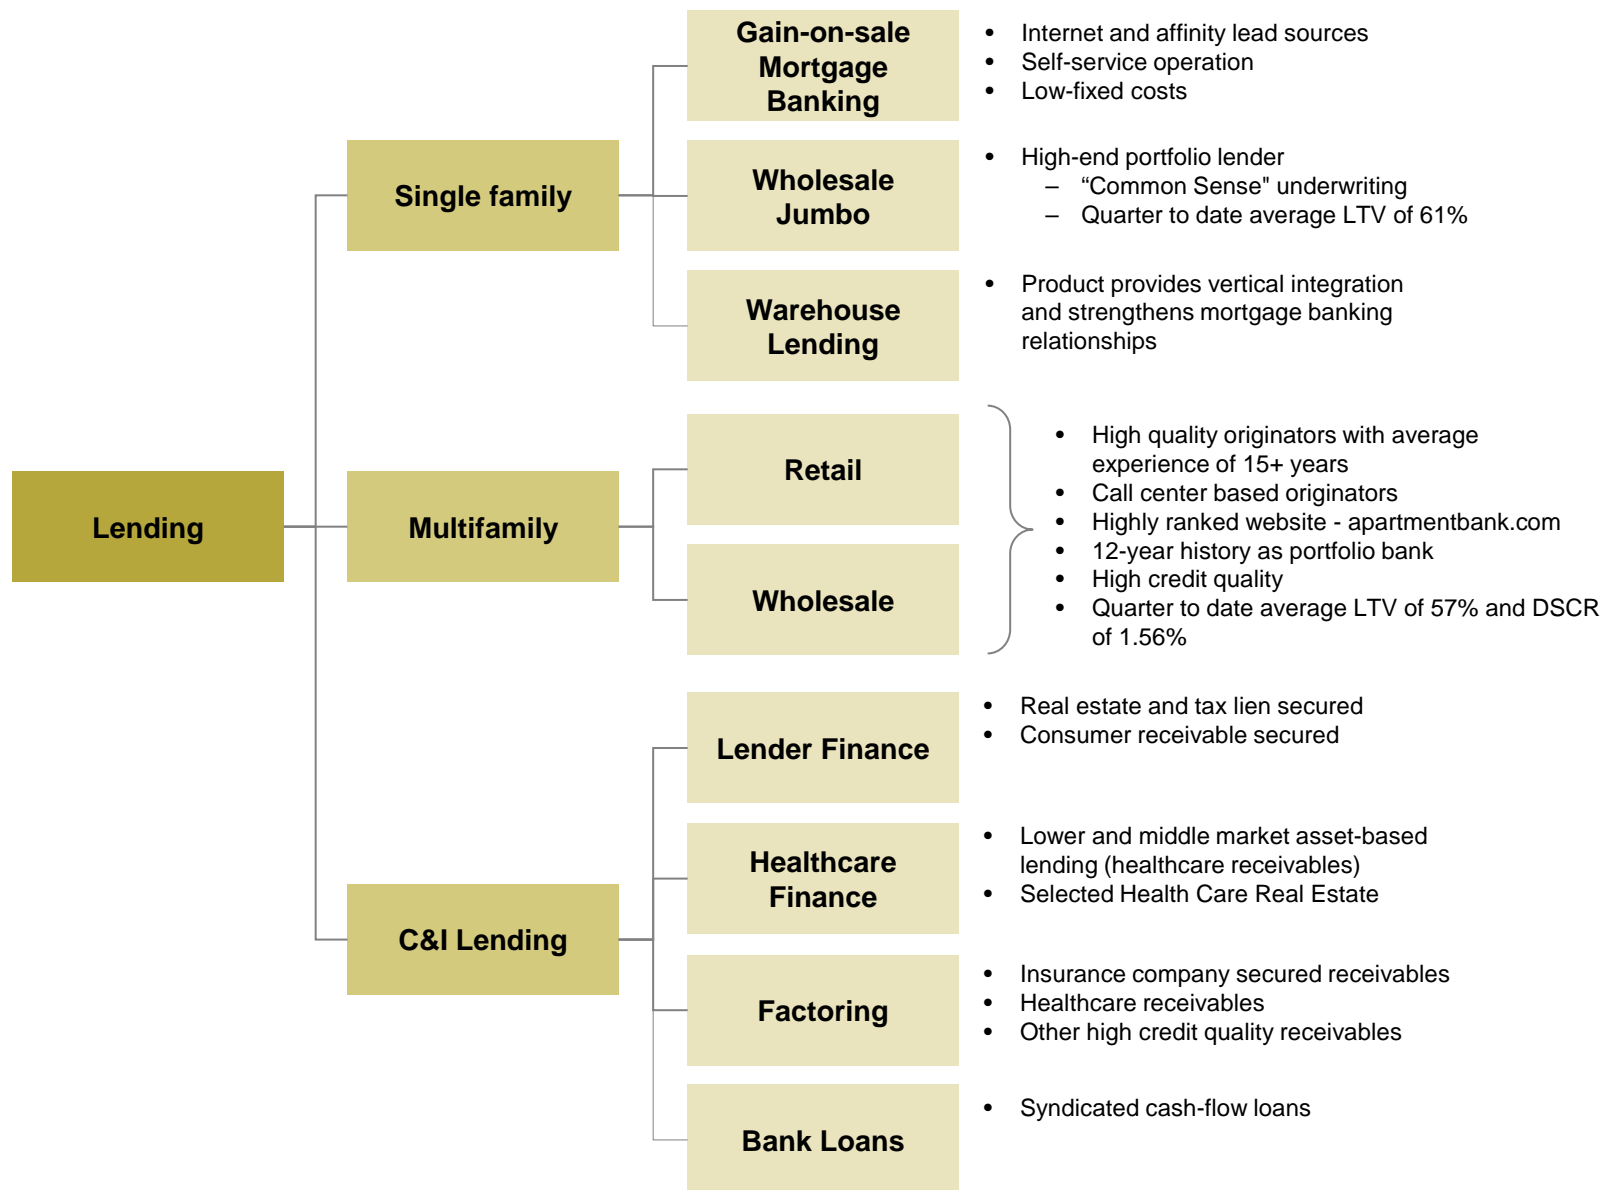 Gain-on-sale
Mortgage
Banking
• Internet and affinity lead sources
• Self-service operation
• Low-fixed costs
Single family
Wholesale
Jumbo
• High-end portfolio lender
– “Common Sense" underwriting
– Quarter to date average LTV of 61%
Warehouse
Lending
• Product provides vertical integration
and strengthens mortgage banking
relationships
Lending
Multifamily
Retail
Wholesale
• High quality originators with average
experience of 15+ years
• Call center based originators
• Highly ranked website - apartmentbank.com
• 12-year history as portfolio bank
• High credit quality
• Quarter to date average LTV of 57% and DSCR
of 1.56%
C&I Lending
Lender Finance
• Real estate and tax lien secured
• Consumer receivable secured
Healthcare
Finance
• Lower and middle market asset-based
lending (healthcare receivables)
• Selected Health Care Real Estate
Factoring
• Insurance company secured receivables
• Healthcare receivables
• Other high credit quality receivables
Bank Loans
• Syndicated cash-flow loans